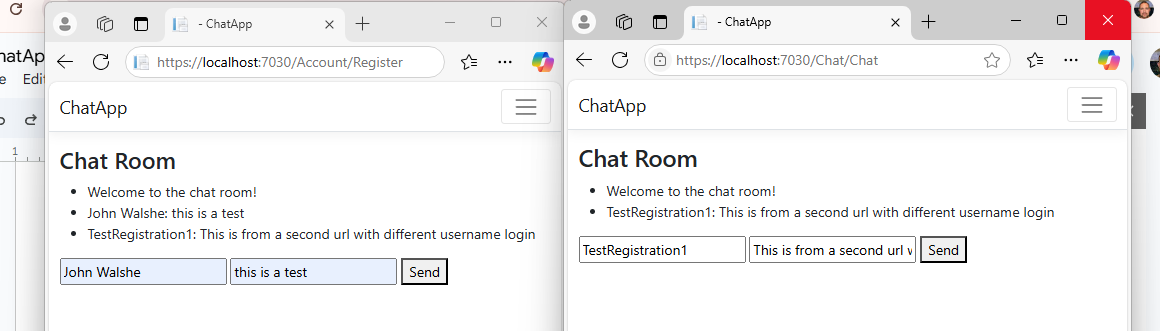 - ChatApp
https://localhost:7030/Account/Register
ChatApp
Chat Room
Welcome to the chat room!
John Walshe: this is a test
TestRegistration1: This is from a second url with different username login
John Walshe
this is a test
Send
- ChatApp
https://localhost:7030/Chat/Chat
ChatApp
Chat Room
Welcome to the chat room!
TestRegistration1: This is from a second url with different username login
TestRegistration1
This is from a second url
Send
1